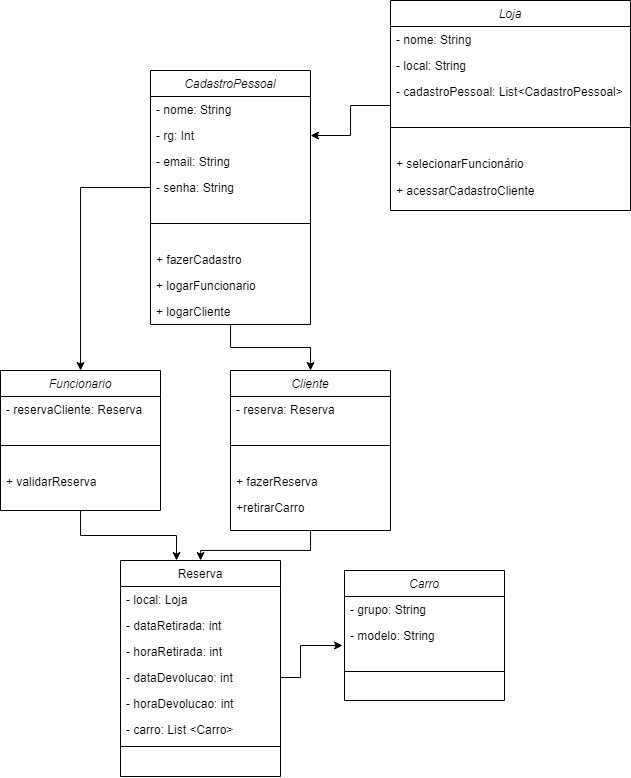 Loja
- nome: String
- local: String
- cadastroPessoal: List<CadastroPessoal>
+ selecionarFuncionário
+ acessarCadastroCliente
CadastroPessoal
- nome: String
- rg: Int
- email: String
- senha: String
+ fazerCadastro
+ logarFuncionario
+ logarCliente
Funcionario
- reservaCliente: Reserva
+ validarReserva
Cliente
- reserva: Reserva
+ fazerReserva
+retirarCarro
Reserva
- local: Loja
- dataRetirada: int
- horaRetirada: int
- dataDevolucao: int
- horaDevolucao: int
- carro: List <Carro>
Carro
- grupo: String
- modelo: String